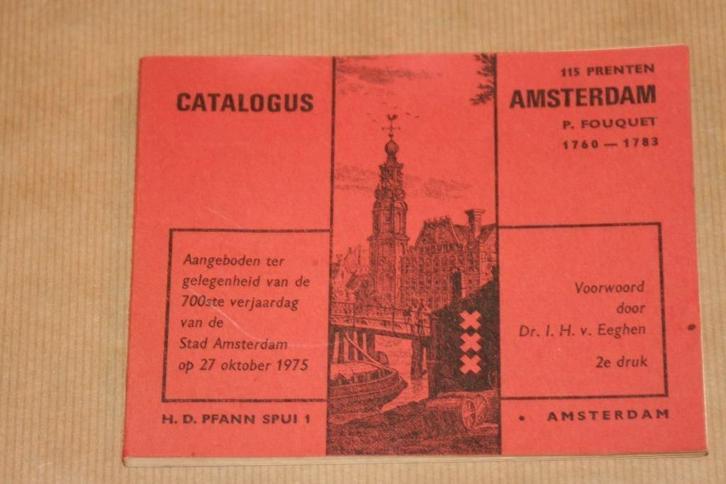 CATALOGUS
115 PRENTEN
AMSTERDAM
P. FOUQUET
1760 — 1783
Aangeboden ter
gelegenheid van de
700ste verjaardag
van de
Stad Amsterdam
op 27 oktober 1975
Voorwoord
door
Dr. I. H. v. Eeghen
2e druk
H. D. PFANN SPUI 1
• AMSTERDAM